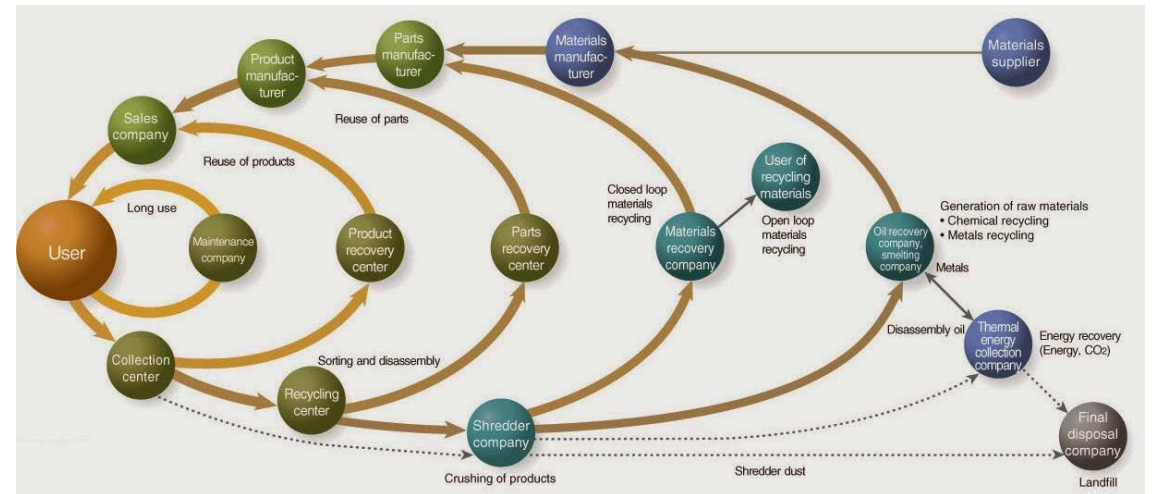 Parts
manufac-
turer
Materials
manufac-
turer
Materials
supplier
Product
manufac-
turer
Sales
company
Reuse of parts
Reuse of products
User of
recycling
materials
Long use
Closed loop
materials
recycling
Open loop
materials
recycling
Generation of raw materials
• Chemical recycling
• Metals recycling
User
Maintenance
company
Product
recovery
center
Parts
recovery
center
Materials
recovery
company
Oil recovery
company,
smelting
company
Metals
Disassembly oil
Thermal
energy
collection
company
Energy recovery
(Energy, CO2)
Collection
center
Sorting and disassembly
Recycling
center
Shredder
company
Crushing of products
Shredder dust
Final
disposal
company
Landfill